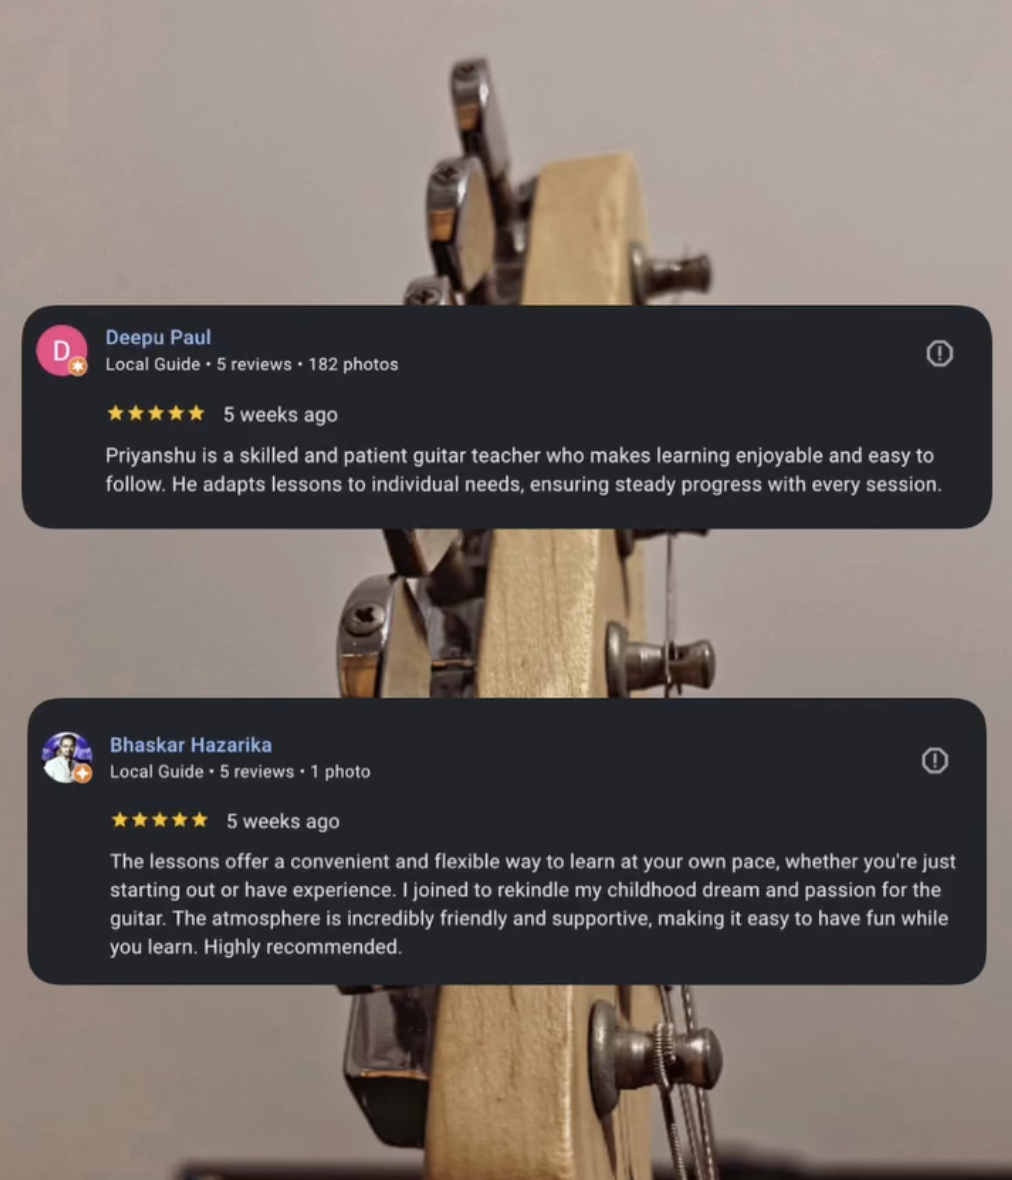 D
Deepu Paul
Local Guide • 5 reviews • 182 photos
5 weeks ago
Priyanshu is a skilled and patient guitar teacher who makes learning enjoyable and easy to
follow. He adapts lessons to individual needs, ensuring steady progress with every session.
Bhaskar Hazarika
Local Guide • 5 reviews • 1 photo
5 weeks ago
The lessons offer a convenient and flexible way to learn at your own pace, whether you're just
starting out or have experience. I joined to rekindle my childhood dream and passion for the
guitar. The atmosphere is incredibly friendly and supportive, making it easy to have fun while
you learn. Highly recommended.